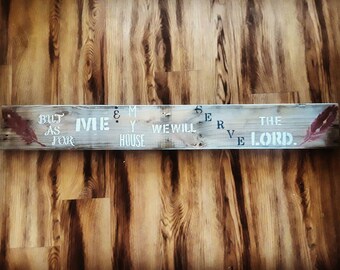 BUT AS FOR ME & MY HOUSE WE WILL SERVE THE LORD.